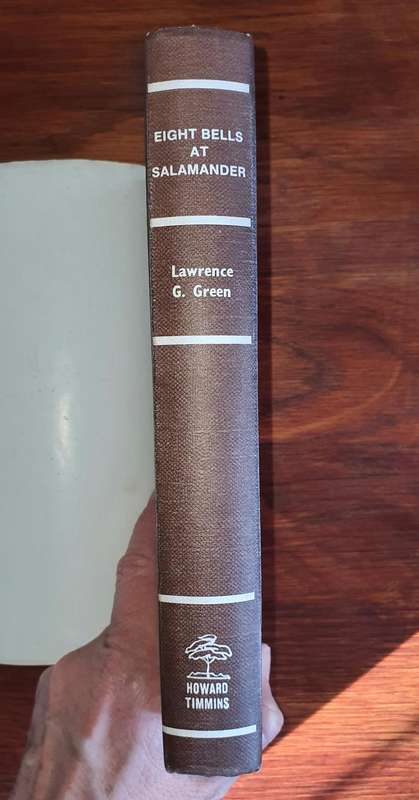 EIGHT BELLS
AT
SALAMANDER
Lawrence
G. Green
HOWARD
TIMMINS